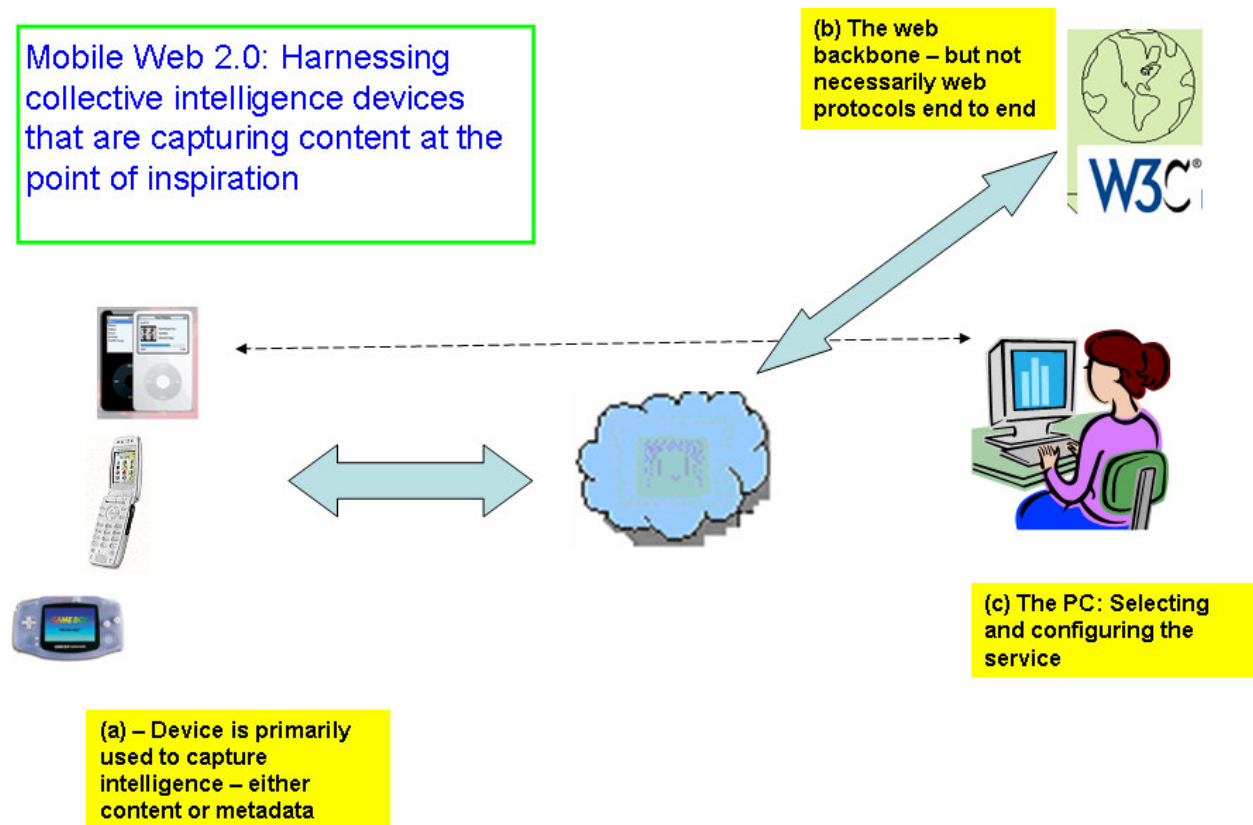 Mobile Web 2.0: Harnessing
collective intelligence devices
that are capturing content at the
point of inspiration
(b) The web
backbone – but not
necessarily web
protocols end to end
W3C®
GAME BOY
(c) The PC: Selecting
and configuring the
service
(a) – Device is primarily
used to capture
intelligence – either
content or metadata